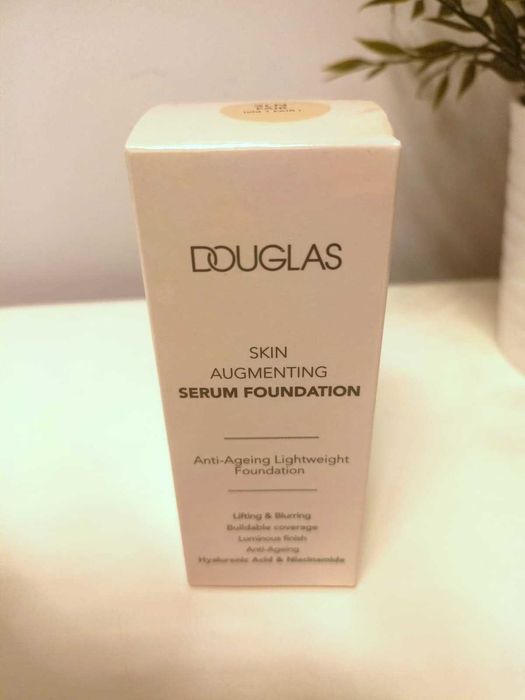 DOUGLAS
SKIN
AUGMENTING
SERUM FOUNDATION
Anti-Ageing Lightweight
Foundation
Lifting & Blurring
Buildable coverage
Luminous finish
Anti-Ageing
Hyaluronic Acid & Niacinamide